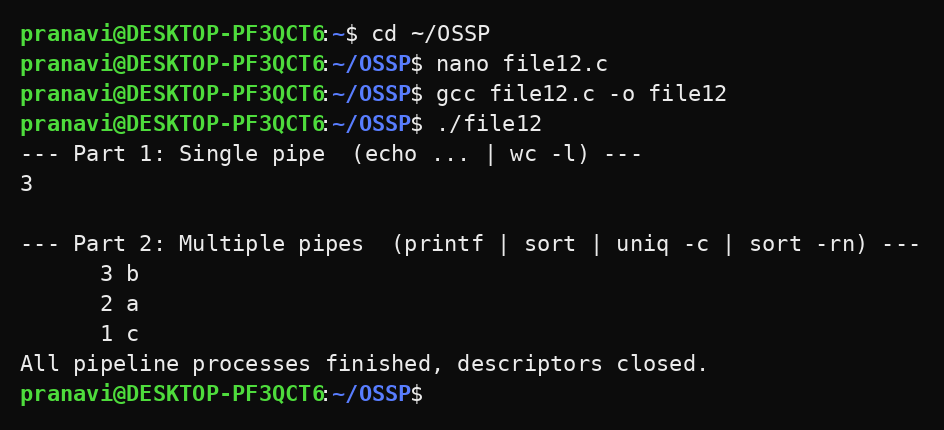 pranavi@DESKTOP-PF3QCT6:~$ cd ~/OSSP
pranavi@DESKTOP-PF3QCT6:~/OSSP$ nano file12.c
pranavi@DESKTOP-PF3QCT6:~/OSSP$ gcc file12.c -o file12
pranavi@DESKTOP-PF3QCT6:~/OSSP$ ./file12
--- Part 1: Single pipe  (echo ... | wc -l) ---
3

--- Part 2: Multiple pipes  (printf | sort | uniq -c | sort -rn) ---
      3 b
      2 a
      1 c
All pipeline processes finished, descriptors closed.
pranavi@DESKTOP-PF3QCT6:~/OSSP$